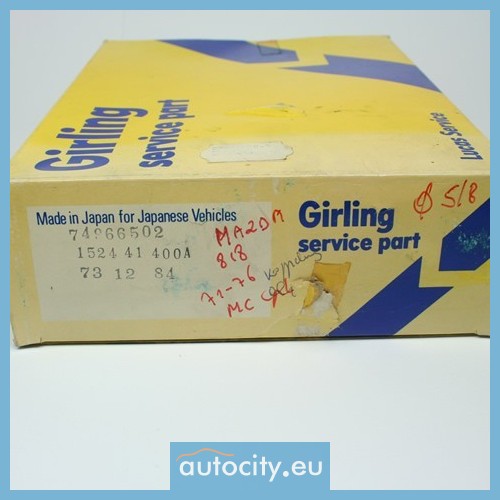 Girling
service part
Lucas Service
Made in Japan for Japanese Vehicles
74966502
1524 41 400A
73 12 84
MAZDA
818
71-76
MC
Girling
service part
Ø 5/8
autocity.eu